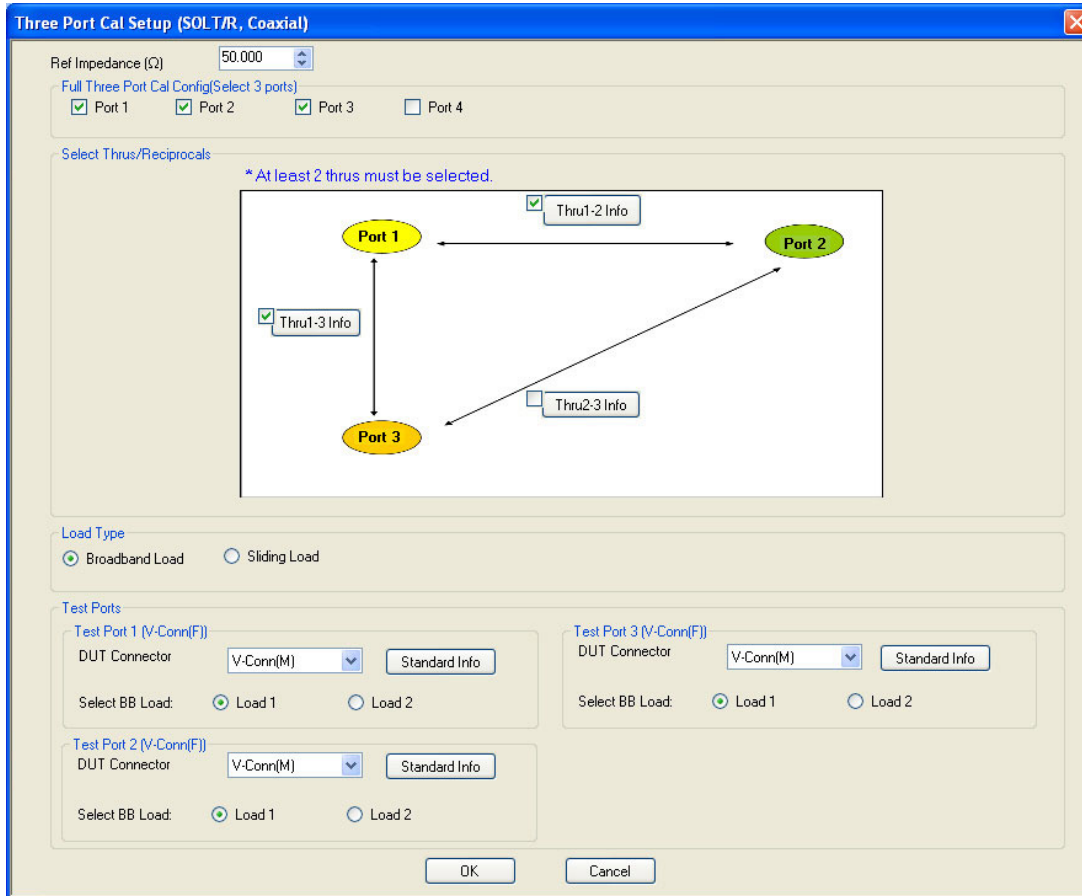 Three Port Cal Setup (SOLT/R, Coaxial)
Ref Impedance (Ω) 50.000
Full Three Port Cal Config(Select 3 ports)
Port 1 Port 2 Port 3 Port 4
Select Thrus/Reciprocals
* At least 2 thrus must be selected.
Thru1-2 Info
Port 1
Port 2
Thru1-3 Info
Thru2-3 Info
Port 3
Load Type
Broadband Load Sliding Load
Test Ports
Test Port 1 (V-Conn(F))
DUT Connector V-Conn(M) Standard Info
Select BB Load: Load 1 Load 2
Test Port 3 (V-Conn(F))
DUT Connector V-Conn(M) Standard Info
Select BB Load: Load 1 Load 2
Test Port 2 (V-Conn(F))
DUT Connector V-Conn(M) Standard Info
Select BB Load: Load 1 Load 2
OK Cancel